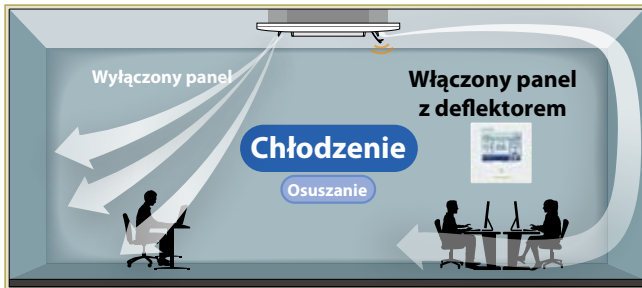 Wyłączony panel
Włączony panel
z deflektorem
Chłodzenie
Osuszanie